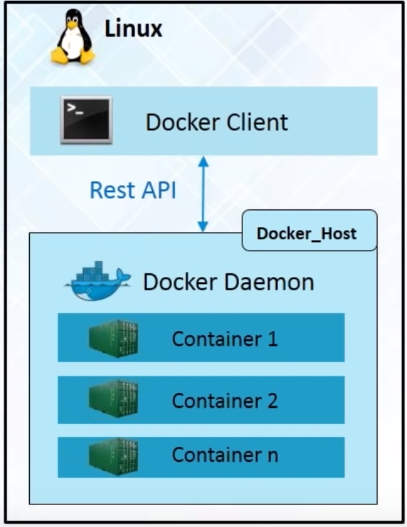 Linux
>_
Docker Client
Rest API
Docker_Host
Docker Daemon
Container 1
Container 2
Container n